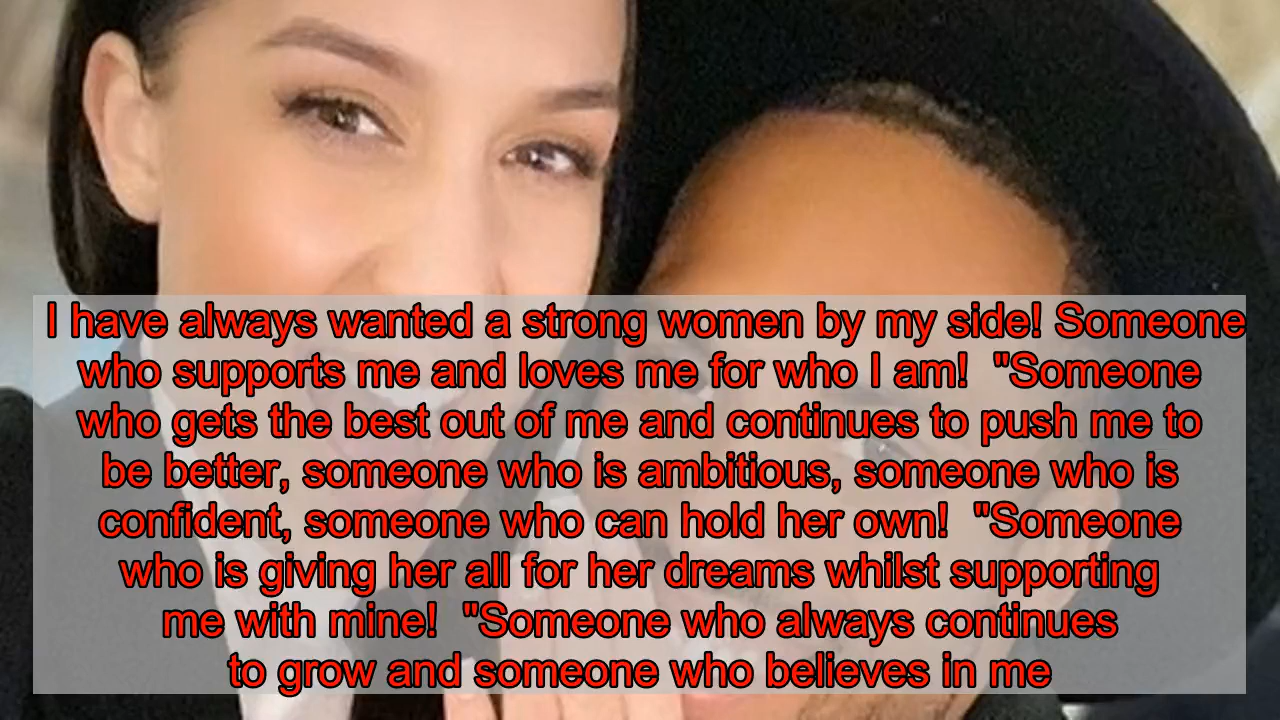 I have always wanted a strong women by my side! Someone
who supports me and loves me for who I am!  "Someone
who gets the best out of me and continues to push me to
be better, someone who is ambitious, someone who is
confident, someone who can hold her own!  "Someone
who is giving her all for her dreams whilst supporting
me with mine!  "Someone who always continues
to grow and someone who believes in me